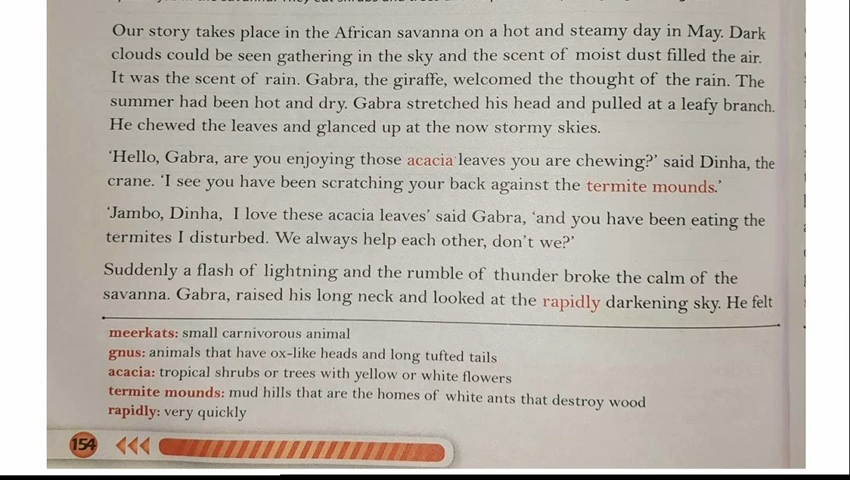 Our story takes place in the African savanna on a hot and steamy day in May. Dark
clouds could be seen gathering in the sky and the scent of moist dust filled the air.
It was the scent of rain. Gabra, the giraffe, welcomed the thought of the rain. The
summer had been hot and dry. Gabra stretched his head and pulled at a leafy branch.
He chewed the leaves and glanced up at the now stormy skies.
‘Hello, Gabra, are you enjoying those acacia leaves you are chewing?’ said Dinha, the
crane. ‘I see you have been scratching your back against the termite mounds.’
‘Jambo, Dinha, I love these acacia leaves’ said Gabra, ‘and you have been eating the
termites I disturbed. We always help each other, don’t we?’
Suddenly a flash of lightning and the rumble of thunder broke the calm of the
savanna. Gabra, raised his long neck and looked at the rapidly darkening sky. He felt
meerkats: small carnivorous animal
gnus: animals that have ox-like heads and long tufted tails
acacia: tropical shrubs or trees with yellow or white flowers
termite mounds: mud hills that are the homes of white ants that destroy wood
rapidly: very quickly
154